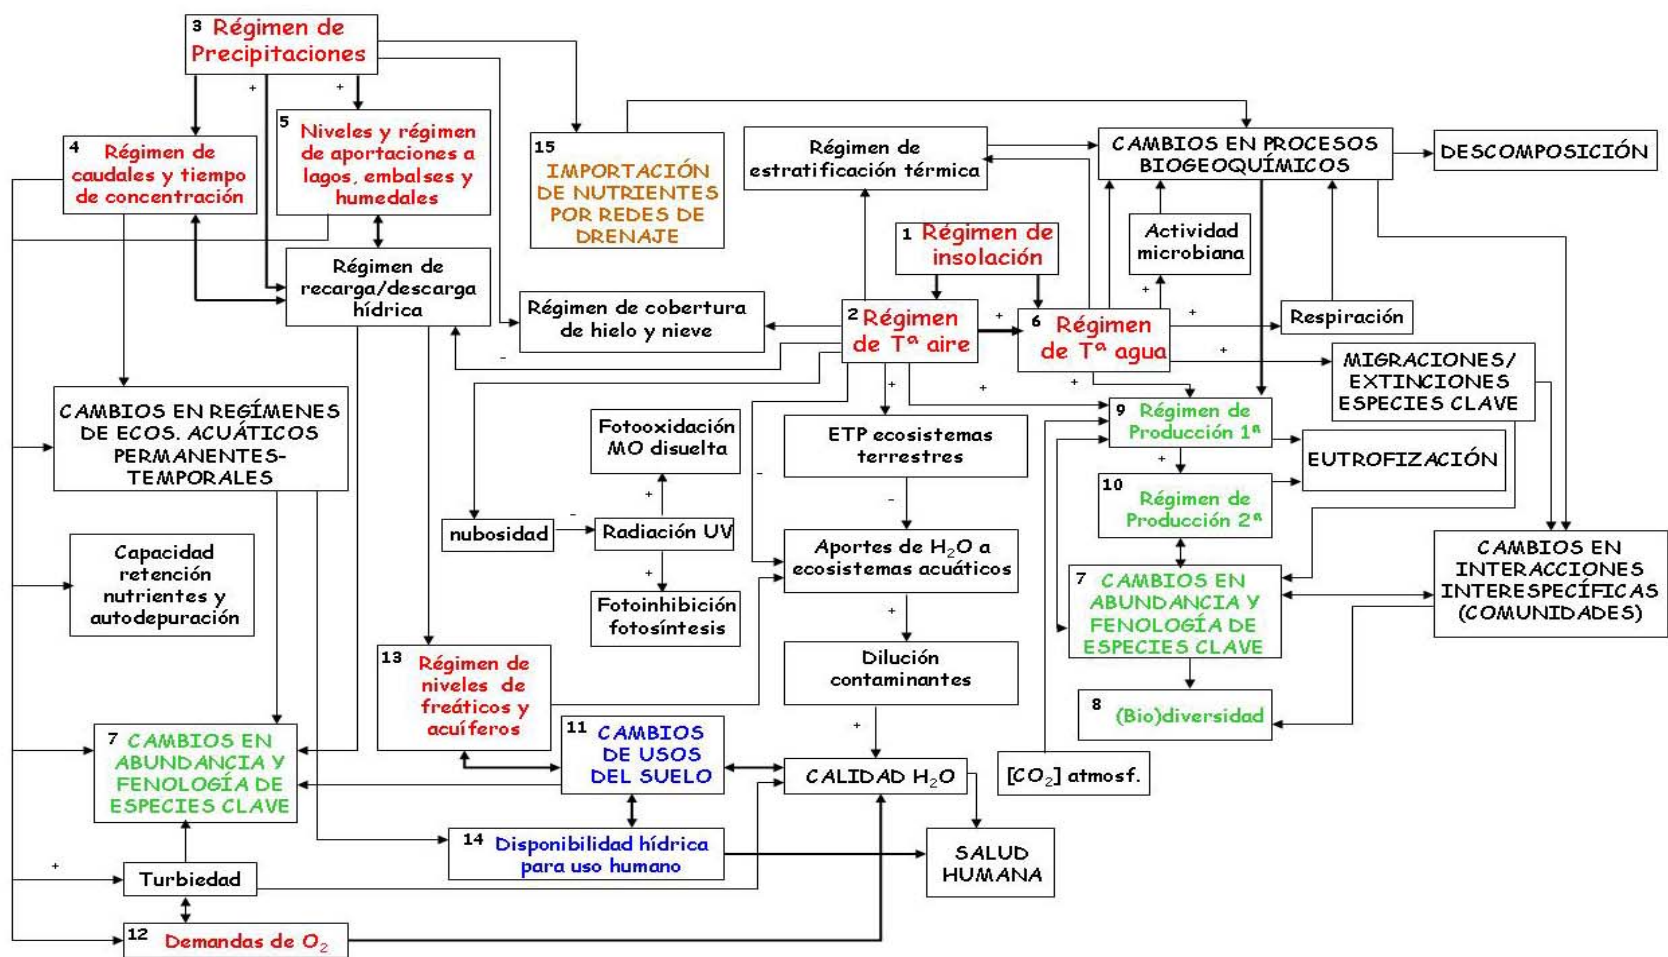 3 Régimen de
Precipitaciones
+
+
4 Régimen de
caudales y tiempo
de concentración
5 Niveles y régimen
de aportaciones a
lagos, embalses y
humedales
15
IMPORTACIÓN
DE NUTRIENTES
POR REDES DE
DRENAJE
Régimen de
estratificación térmica
CAMBIOS EN PROCESOS
BIOGEOQUÍMICOS
DESCOMPOSICIÓN
Régimen de
recarga/descarga
hídrica
1 Régimen de
insolación
Actividad
microbiana
+
Régimen de cobertura
de hielo y nieve
-
2 Régimen
de Tª aire
+
6 Régimen
de Tª agua
+
Respiración
+
MIGRACIONES/
EXTINCIONES
ESPECIES CLAVE
+
+
+
CAMBIOS EN REGÍMENES
DE ECOS. ACUÁTICOS
PERMANENTES-
TEMPORALES
Fotooxidación
MO disuelta
ETP ecosistemas
terrestres
9 Régimen de
Producción 1ª
+
EUTROFIZACIÓN
10
Régimen de
Producción 2ª
-
-
+
nubosidad
-
Radiación UV
+
Aportes de H2O a
ecosistemas acuáticos
Capacidad
retención
nutrientes y
autodepuración
Fotoinhibición
fotosíntesis
+
7 CAMBIOS EN
ABUNDANCIA Y
FENOLOGÍA DE
ESPECIES CLAVE
CAMBIOS EN
INTERACCIONES
INTERESPECÍFICAS
(COMUNIDADES)
13
Régimen de
niveles de
freáticos y
acuíferos
Dilución
contaminantes
+
8 (Bio)diversidad
7 CAMBIOS EN
ABUNDANCIA Y
FENOLOGÍA DE
ESPECIES CLAVE
11 CAMBIOS
DE USOS
DEL SUELO
CALIDAD H2O
[CO2] atmosf.
14 Disponibilidad hídrica
para uso humano
SALUD
HUMANA
+
Turbiedad
12 Demandas de O2